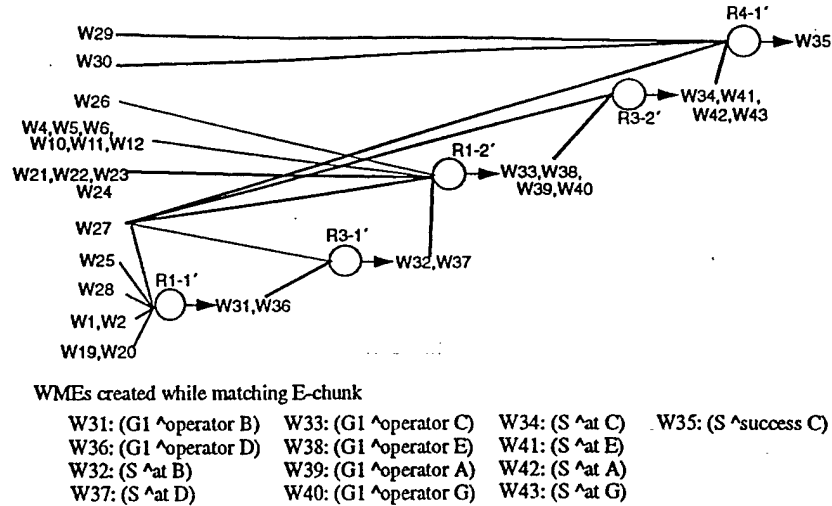 R4-1′
W29
W35
W30
W26
R3-2′
W34,W41,
W42,W43
W4,W5,W6,
W10,W11,W12
R1-2′
W21,W22,W23
W33,W38,
W39,W40
W24
W27
R3-1′
W32,W37
W25
R1-1′
W28
W31,W36
W1,W2
W19,W20
WMEs created while matching E-chunk
W31: (G1 ^operator B) W33: (G1 ^operator C) W34: (S ^at C) W35: (S ^success C)
W36: (G1 ^operator D) W38: (G1 ^operator E) W41: (S ^at E)
W32: (S ^at B) W39: (G1 ^operator A) W42: (S ^at A)
W37: (S ^at D) W40: (G1 ^operator G) W43: (S ^at G)